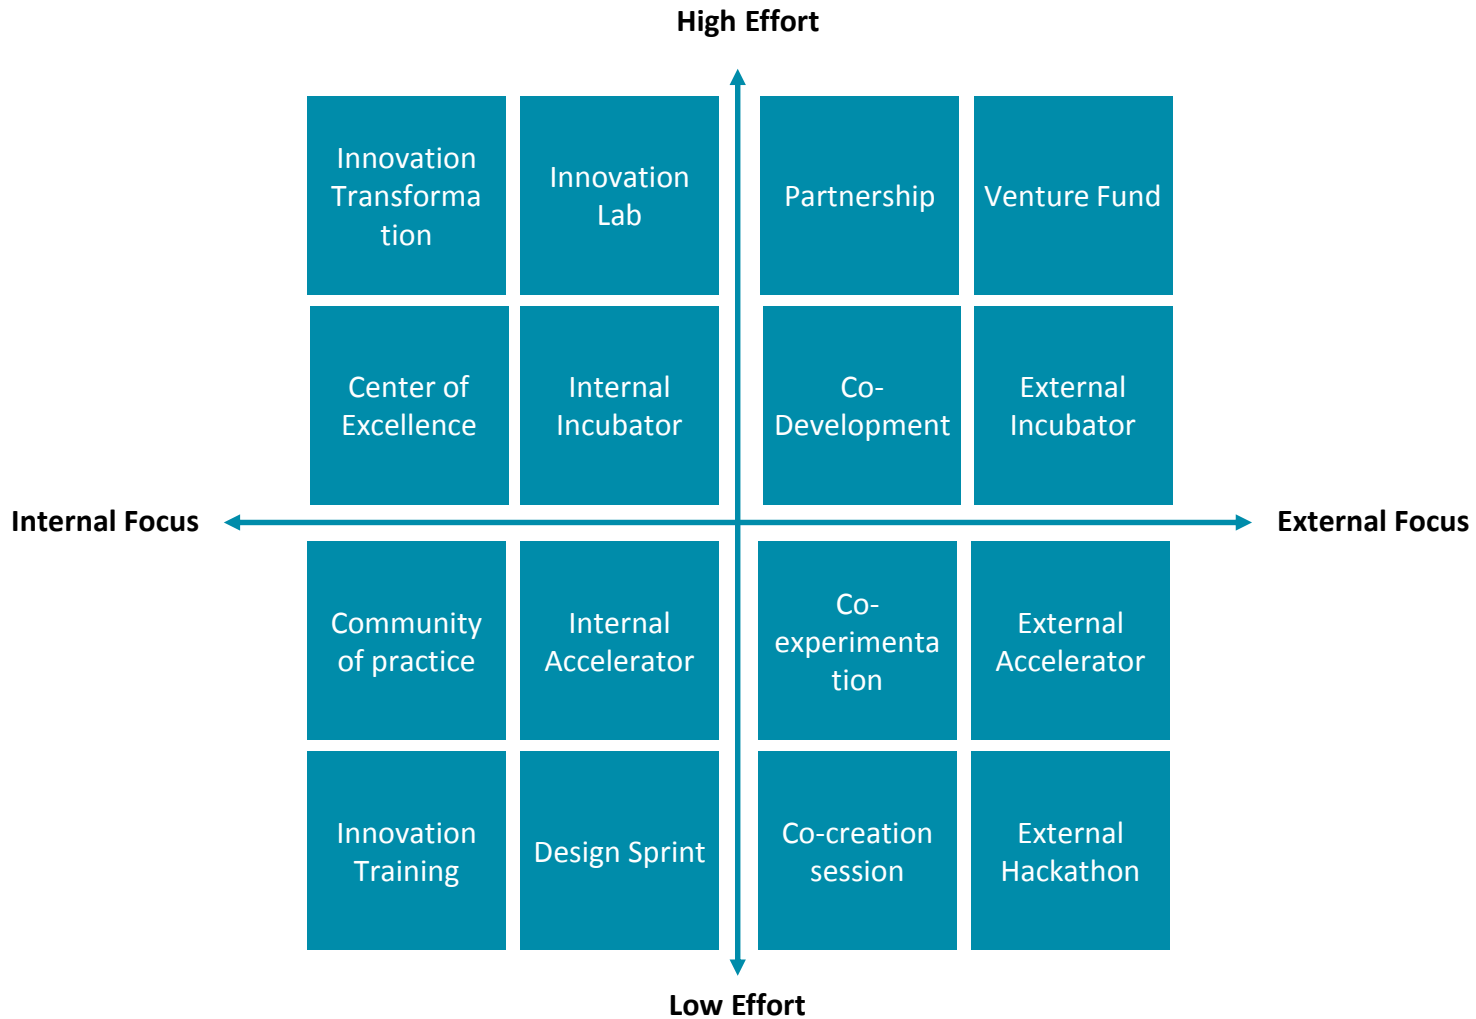 High Effort
Innovation
Transforma
tion
Innovation
Lab
Partnership
Venture Fund
Center of
Excellence
Internal
Incubator
Co-
Development
External
Incubator
Internal Focus
External Focus
Community
of practice
Internal
Accelerator
Co-
experimenta
tion
External
Accelerator
Innovation
Training
Design Sprint
Co-creation
session
External
Hackathon
Low Effort